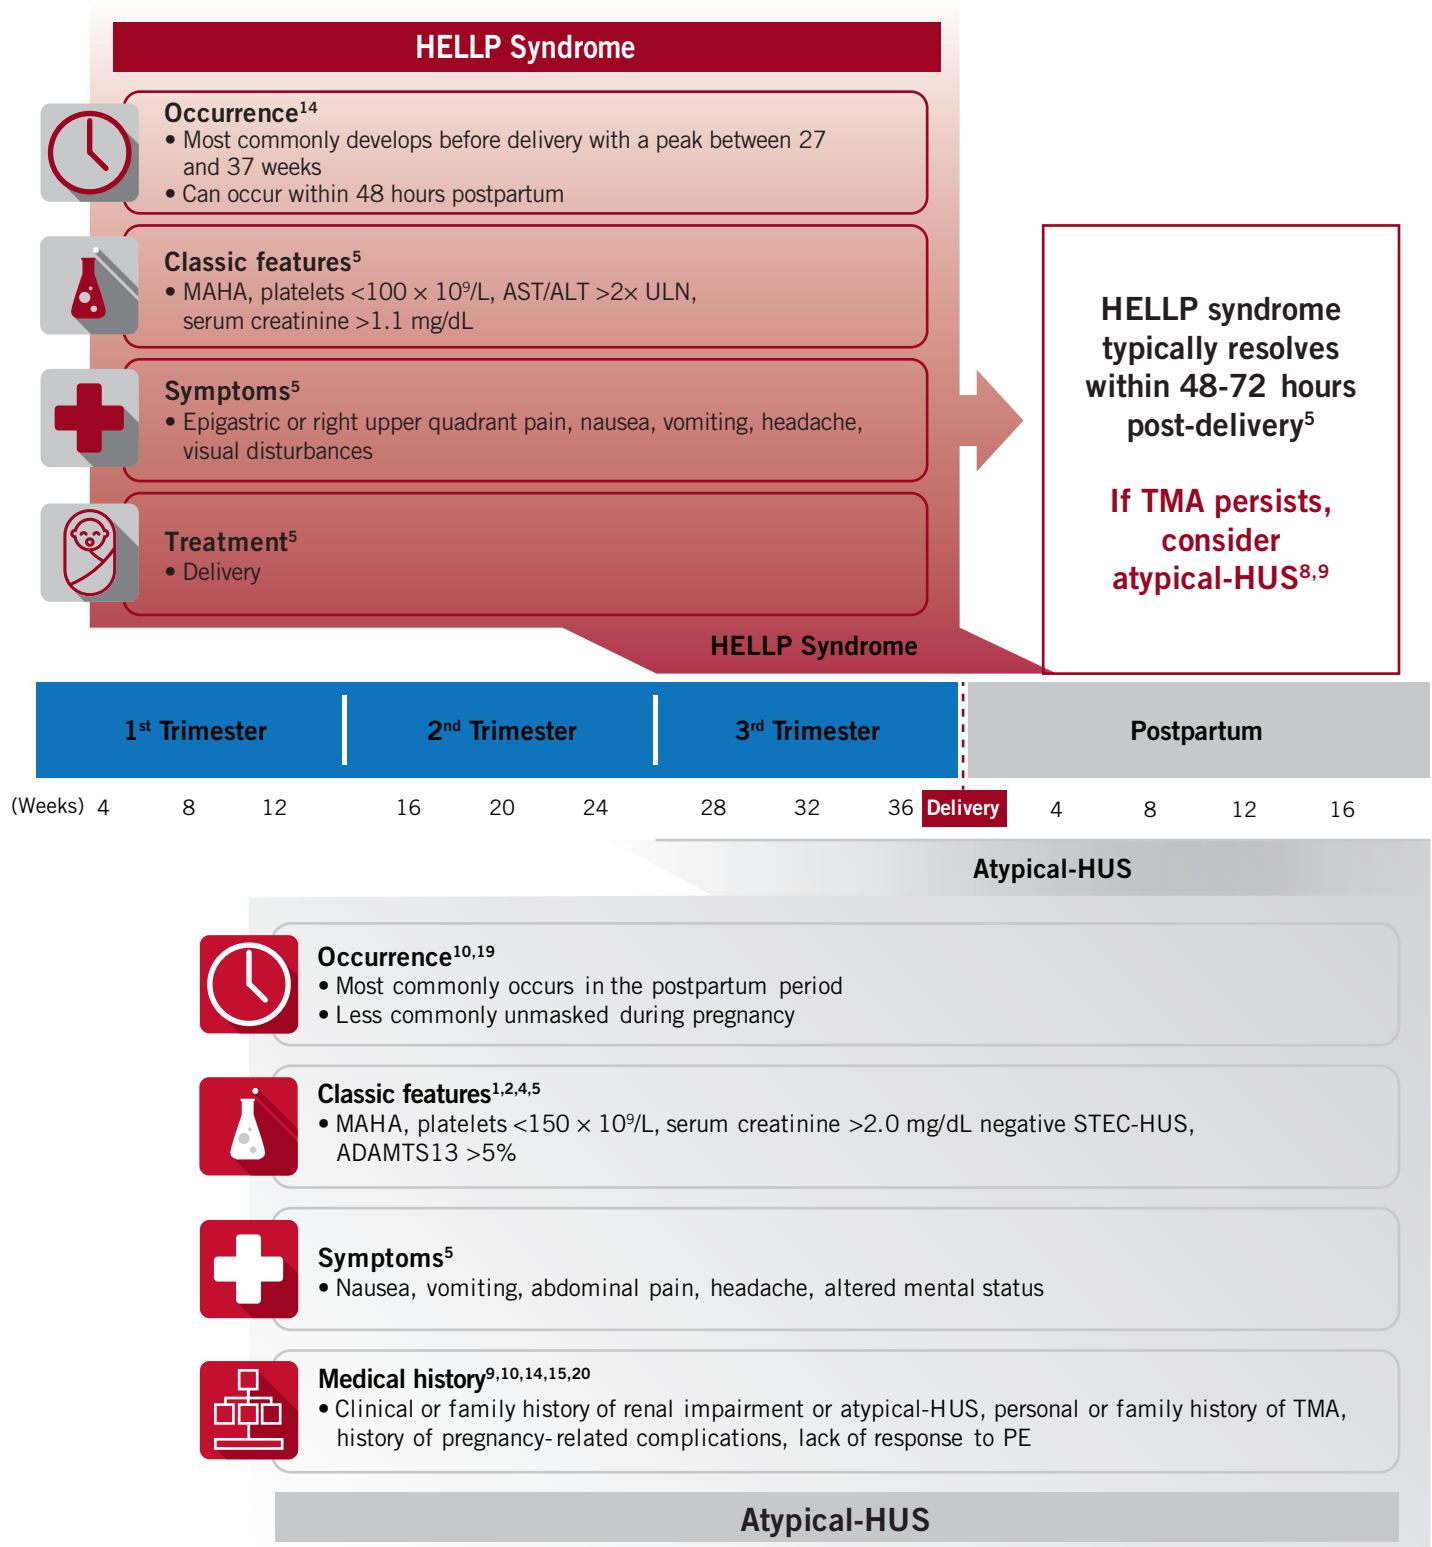 HELLP Syndrome
Occurrence¹⁴
• Most commonly develops before delivery with a peak between 27
and 37 weeks
• Can occur within 48 hours postpartum
Classic features⁵
• MAHA, platelets <100 × 10⁹/L, AST/ALT >2× ULN,
serum creatinine >1.1 mg/dL
Symptoms⁵
• Epigastric or right upper quadrant pain, nausea, vomiting, headache,
visual disturbances
Treatment⁵
• Delivery
HELLP syndrome
typically resolves
within 48-72 hours
post-delivery⁵
If TMA persists,
consider
atypical-HUS⁸,⁹
HELLP Syndrome
1ˢᵗ Trimester
2ⁿᵈ Trimester
3ʳᵈ Trimester
Postpartum
(Weeks) 4 8 12 16 20 24 28 32 36 Delivery 4 8 12 16
Atypical-HUS
Occurrence¹⁰,¹⁹
• Most commonly occurs in the postpartum period
• Less commonly unmasked during pregnancy
Classic features¹,²,⁴,⁵
• MAHA, platelets <150 × 10⁹/L, serum creatinine >2.0 mg/dL negative STEC-HUS,
ADAMTS13 >5%
Symptoms⁵
• Nausea, vomiting, abdominal pain, headache, altered mental status
Medical history⁹,¹⁰,¹⁴,¹⁵,²⁰
• Clinical or family history of renal impairment or atypical-HUS, personal or family history of TMA,
history of pregnancy-related complications, lack of response to PE
Atypical-HUS